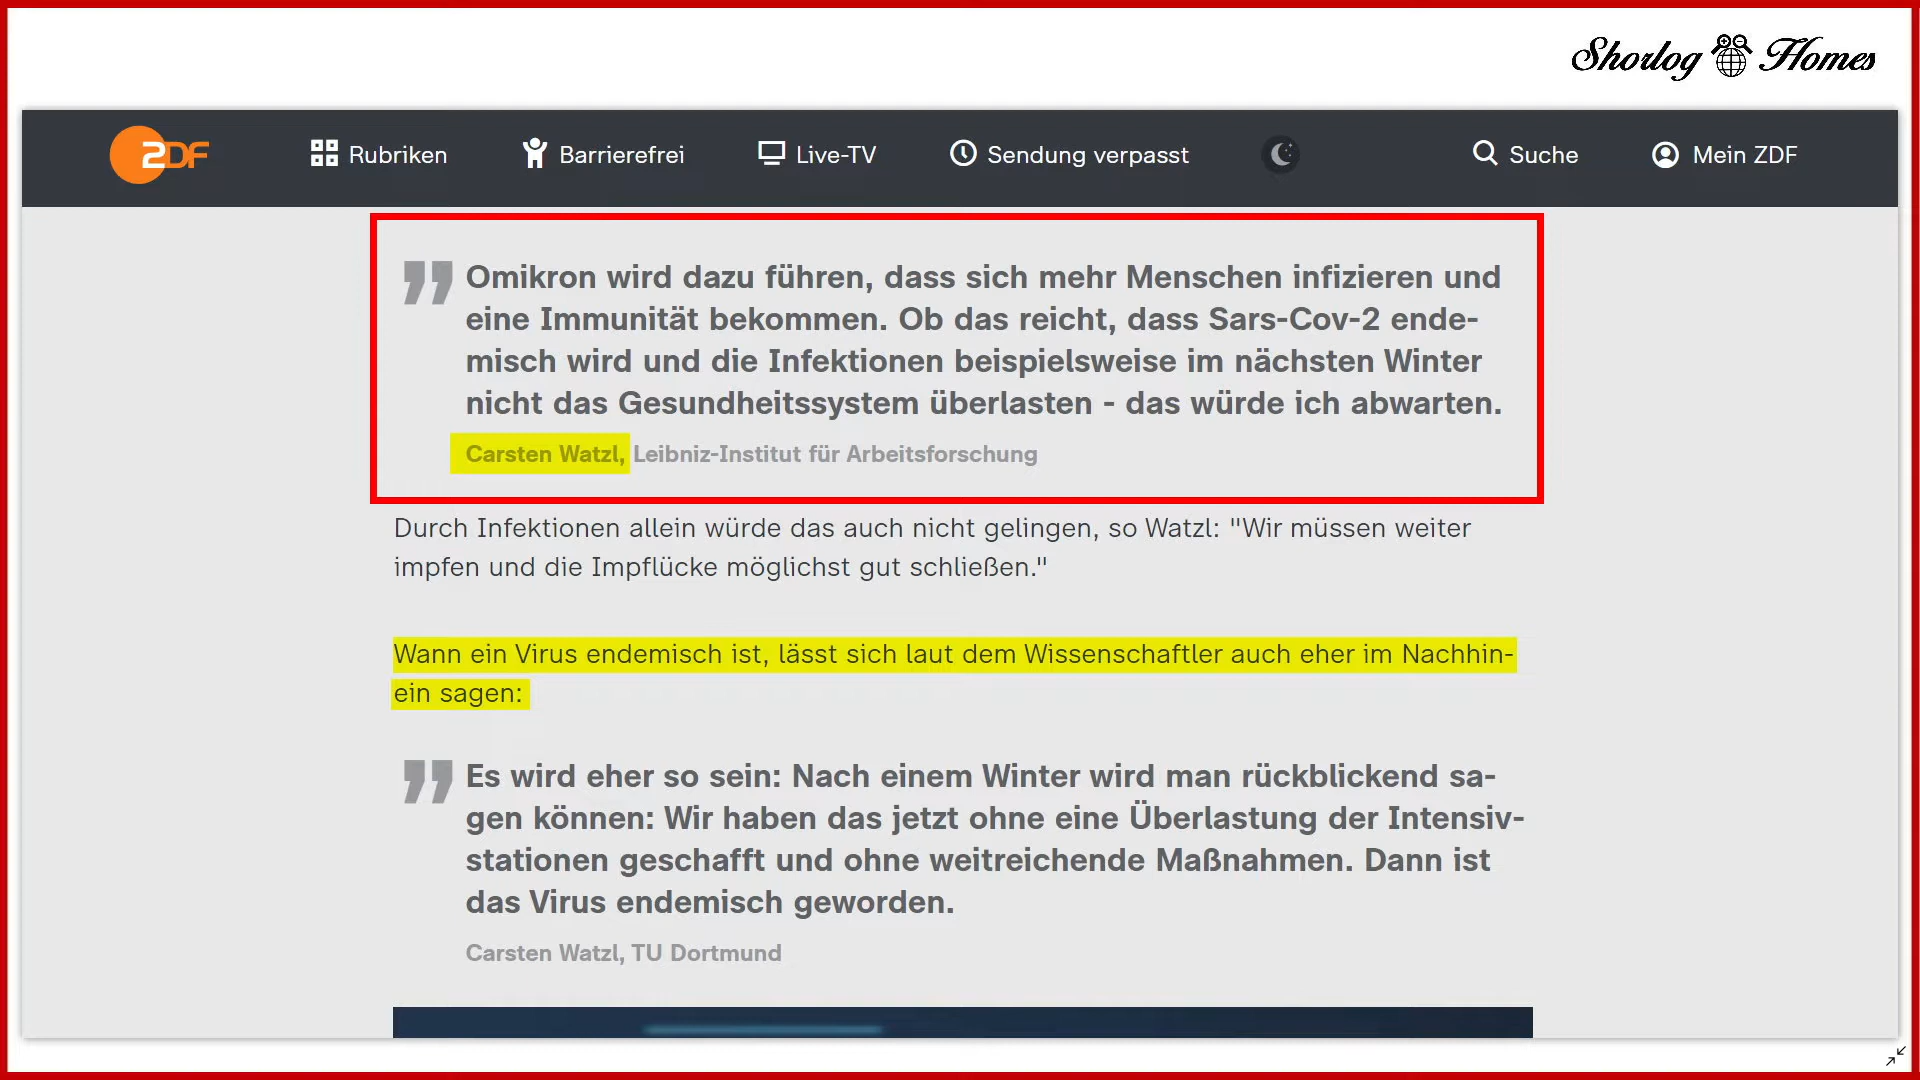 Shorlog Homes
ZDF Rubriken Barrierefrei Live-TV Sendung verpasst Suche Mein ZDF
" Omikron wird dazu führen, dass sich mehr Menschen infizieren und
eine Immunität bekommen. Ob das reicht, dass Sars-Cov-2 ende-
misch wird und die Infektionen beispielsweise im nächsten Winter
nicht das Gesundheitssystem überlasten - das würde ich abwarten.
Carsten Watzl, Leibniz-Institut für Arbeitsforschung
Durch Infektionen allein würde das auch nicht gelingen, so Watzl: "Wir müssen weiter
impfen und die Impflücke möglichst gut schließen."
Wann ein Virus endemisch ist, lässt sich laut dem Wissenschaftler auch eher im Nachhin-
ein sagen:
" Es wird eher so sein: Nach einem Winter wird man rückblickend sa-
gen können: Wir haben das jetzt ohne eine Überlastung der Intensiv-
stationen geschafft und ohne weitreichende Maßnahmen. Dann ist
das Virus endemisch geworden.
Carsten Watzl, TU Dortmund